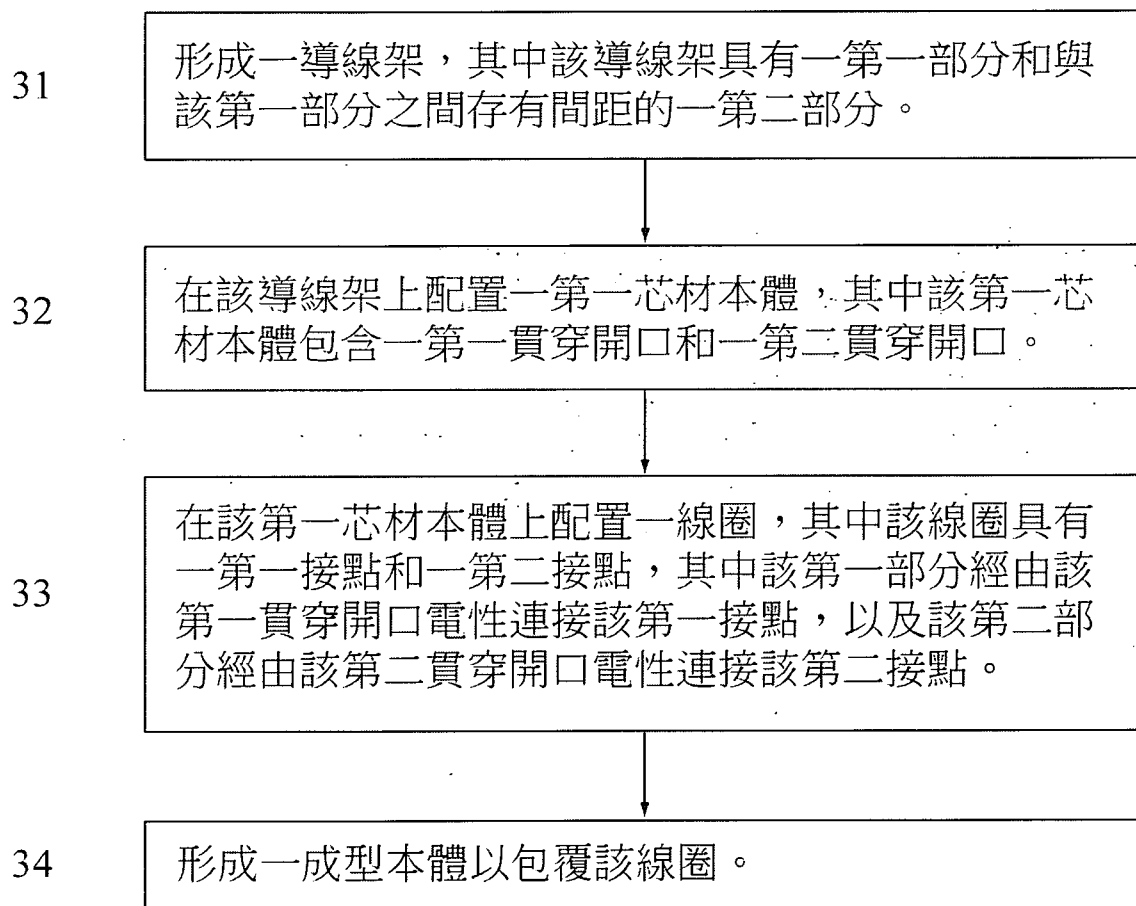 31
形成一導線架，其中該導線架具有一第一部分和與
該第一部分之間存有間距的一第二部分。
32
在該導線架上配置一第一芯材本體，其中該第一芯
材本體包含一第一貫穿開口和一第二貫穿開口。
33
在該第一芯材本體上配置一線圈，其中該線圈具有
一第一接點和一第二接點，其中該第一部分經由該
第一貫穿開口電性連接該第一接點，以及該第二部
分經由該第二貫穿開口電性連接該第二接點。
34
形成一成型本體以包覆該線圈。